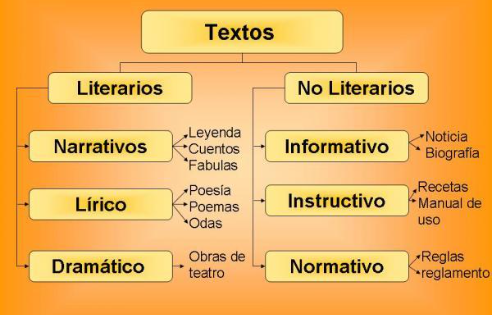 Textos
Literarios
No Literarios
Narrativos
Leyenda
Cuentos
Fabulas
Lírico
Poesía
Poemas
Odas
Dramático
Obras de
teatro
Informativo
Noticia
Biografía
Instructivo
Recetas
Manual de
uso
Normativo
Reglas
reglamento